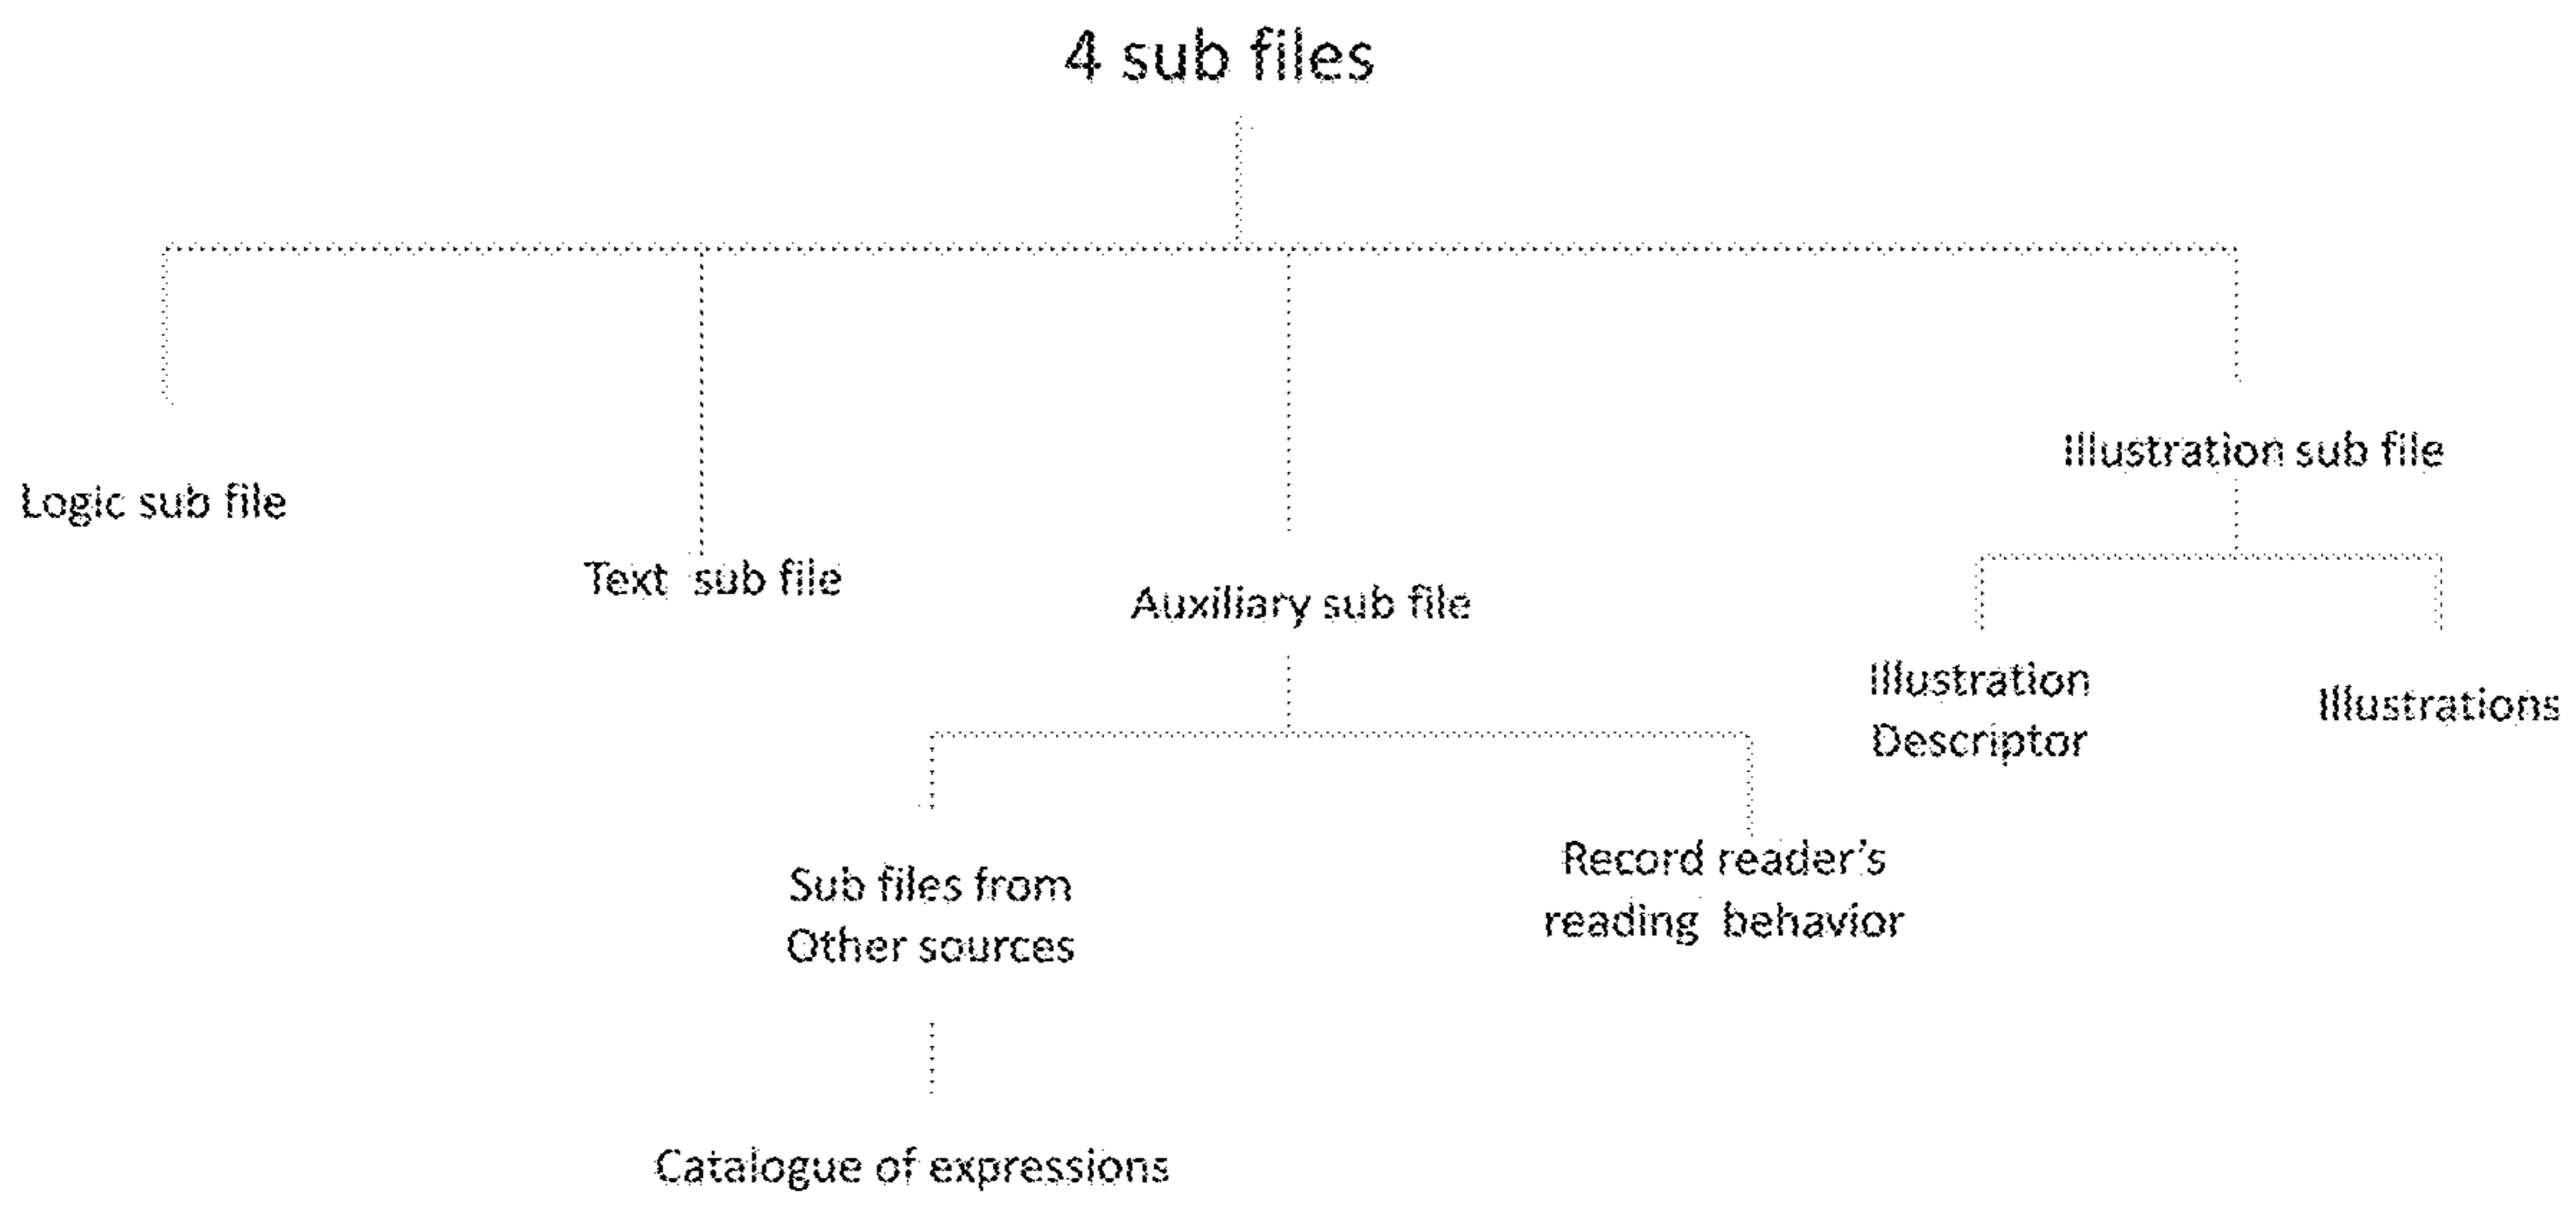 4 sub files
Logic sub file
Text sub file
Auxiliary sub file
Illustration sub file
Illustration
Descriptor
Illustrations
Sub files from
Other sources
Record reader's
reading behavior
Catalogue of expressions